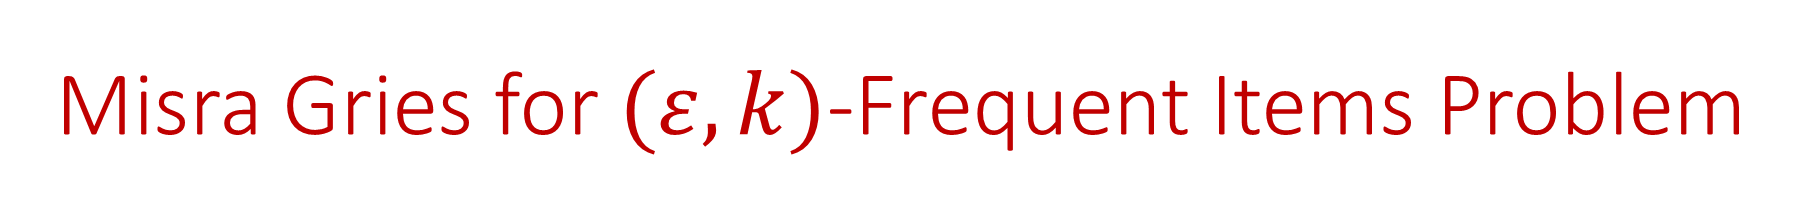 Misra Gries for (ε, k)-Frequent Items Problem